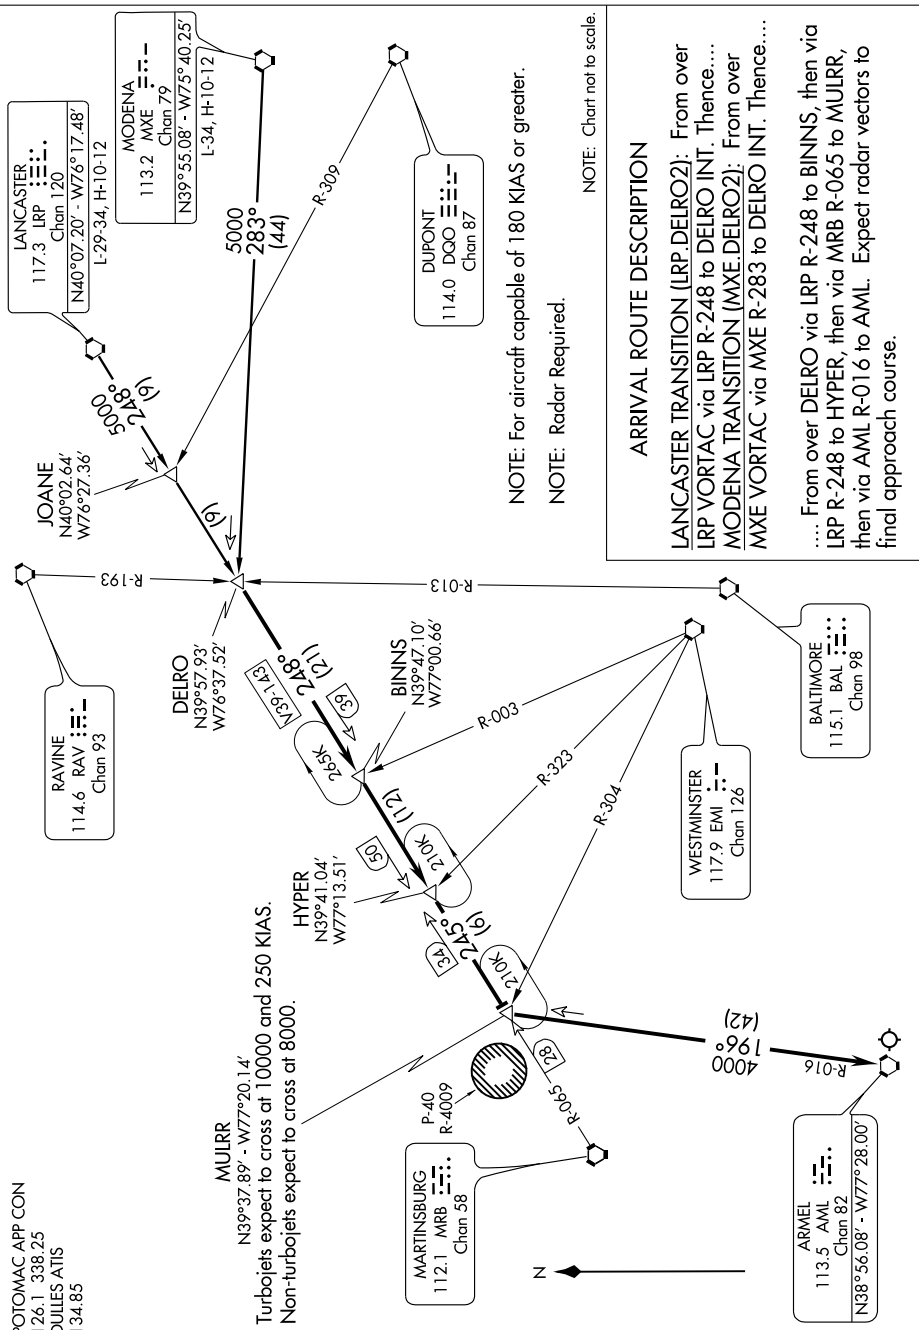 POTOMAC APP CON
126.1 338.25
DULLES ATIS
134.85
MULRR
N39°37.89' - W77°20.14'
Turbojets expect to cross at 10000 and 250 KIAS.
Non-turbojets expect to cross at 8000.
RAVINE
114.6 RAV
Chan 93
R-193
LANCASTER
117.3 LRP
Chan 120
N40°07.20' - W76°17.48'
L-29-34, H-10-12
MODENA
113.2 MXE
Chan 79
N39°55.08' - W75°40.25'
L-34, H-10-12
JOANE
N40°02.64'
W76°27.36'
5000
248°
(9)
(9)
5000
283°
(44)
R-309
DUPONT
114.0 DQO
Chan 87
DELRO
N39°57.93'
W76°37.52'
V39-143
248°
(21)
39
265K
BINNS
N39°47.10'
W77°00.66'
R-013
HYPER
N39°41.04'
W77°13.51'
50
(12)
210K
R-003
R-323
R-304
34
245°
(6)
210K
P-40
R-4009
28
R-065
MARTINSBURG
112.1 MRB
Chan 58
WESTMINSTER
117.9 EMI
Chan 126
BALTIMORE
115.1 BAL
Chan 98
4000
196°
(42)
R-016
ARMEL
113.5 AML
Chan 82
N38°56.08' - W77°28.00'
N
NOTE: For aircraft capable of 180 KIAS or greater.
NOTE: Radar Required.
NOTE: Chart not to scale.
ARRIVAL ROUTE DESCRIPTION
LANCASTER TRANSITION (LRP.DELRO2): From over
LRP VORTAC via LRP R-248 to DELRO INT. Thence....
MODENA TRANSITION (MXE.DELRO2): From over
MXE VORTAC via MXE R-283 to DELRO INT. Thence....
.... From over DELRO via LRP R-248 to BINNS, then via
LRP R-248 to HYPER, then via MRB R-065 to MULRR,
then via AML R-016 to AML. Expect radar vectors to
final approach course.